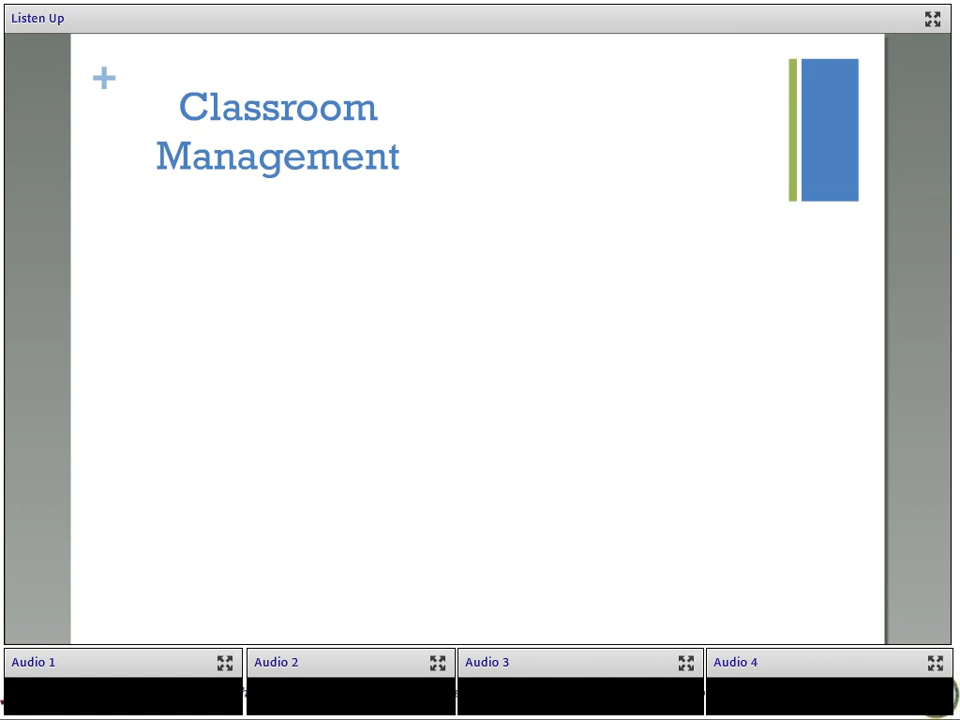 Listen Up
+
Classroom
Management
Audio 1
Audio 2
Audio 3
Audio 4